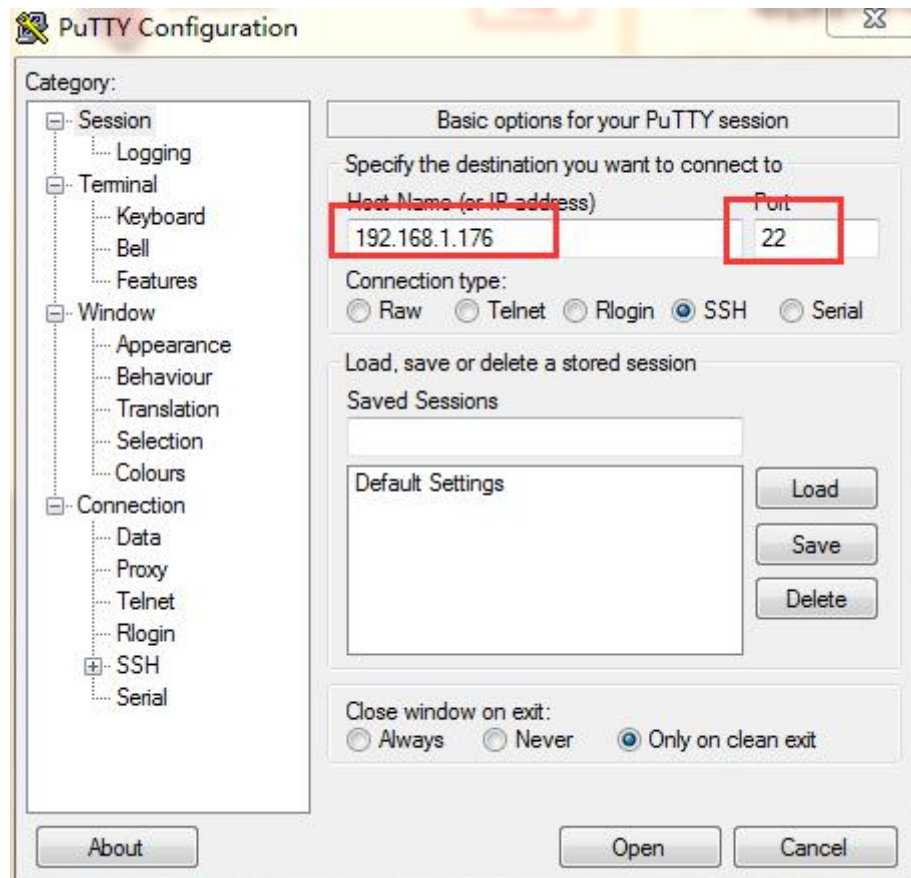 PuTTY Configuration
Category:
Session
Logging
Terminal
Keyboard
Bell
Features
Window
Appearance
Behaviour
Translation
Selection
Colours
Connection
Data
Proxy
Telnet
Rlogin
SSH
Serial
Basic options for your PuTTY session
Specify the destination you want to connect to
Host Name (or IP address) Port
192.168.1.176 22
Connection type:
Raw Telnet Rlogin SSH Serial
Load, save or delete a stored session
Saved Sessions
Default Settings
Load
Save
Delete
Close window on exit:
Always Never Only on clean exit
About Open Cancel